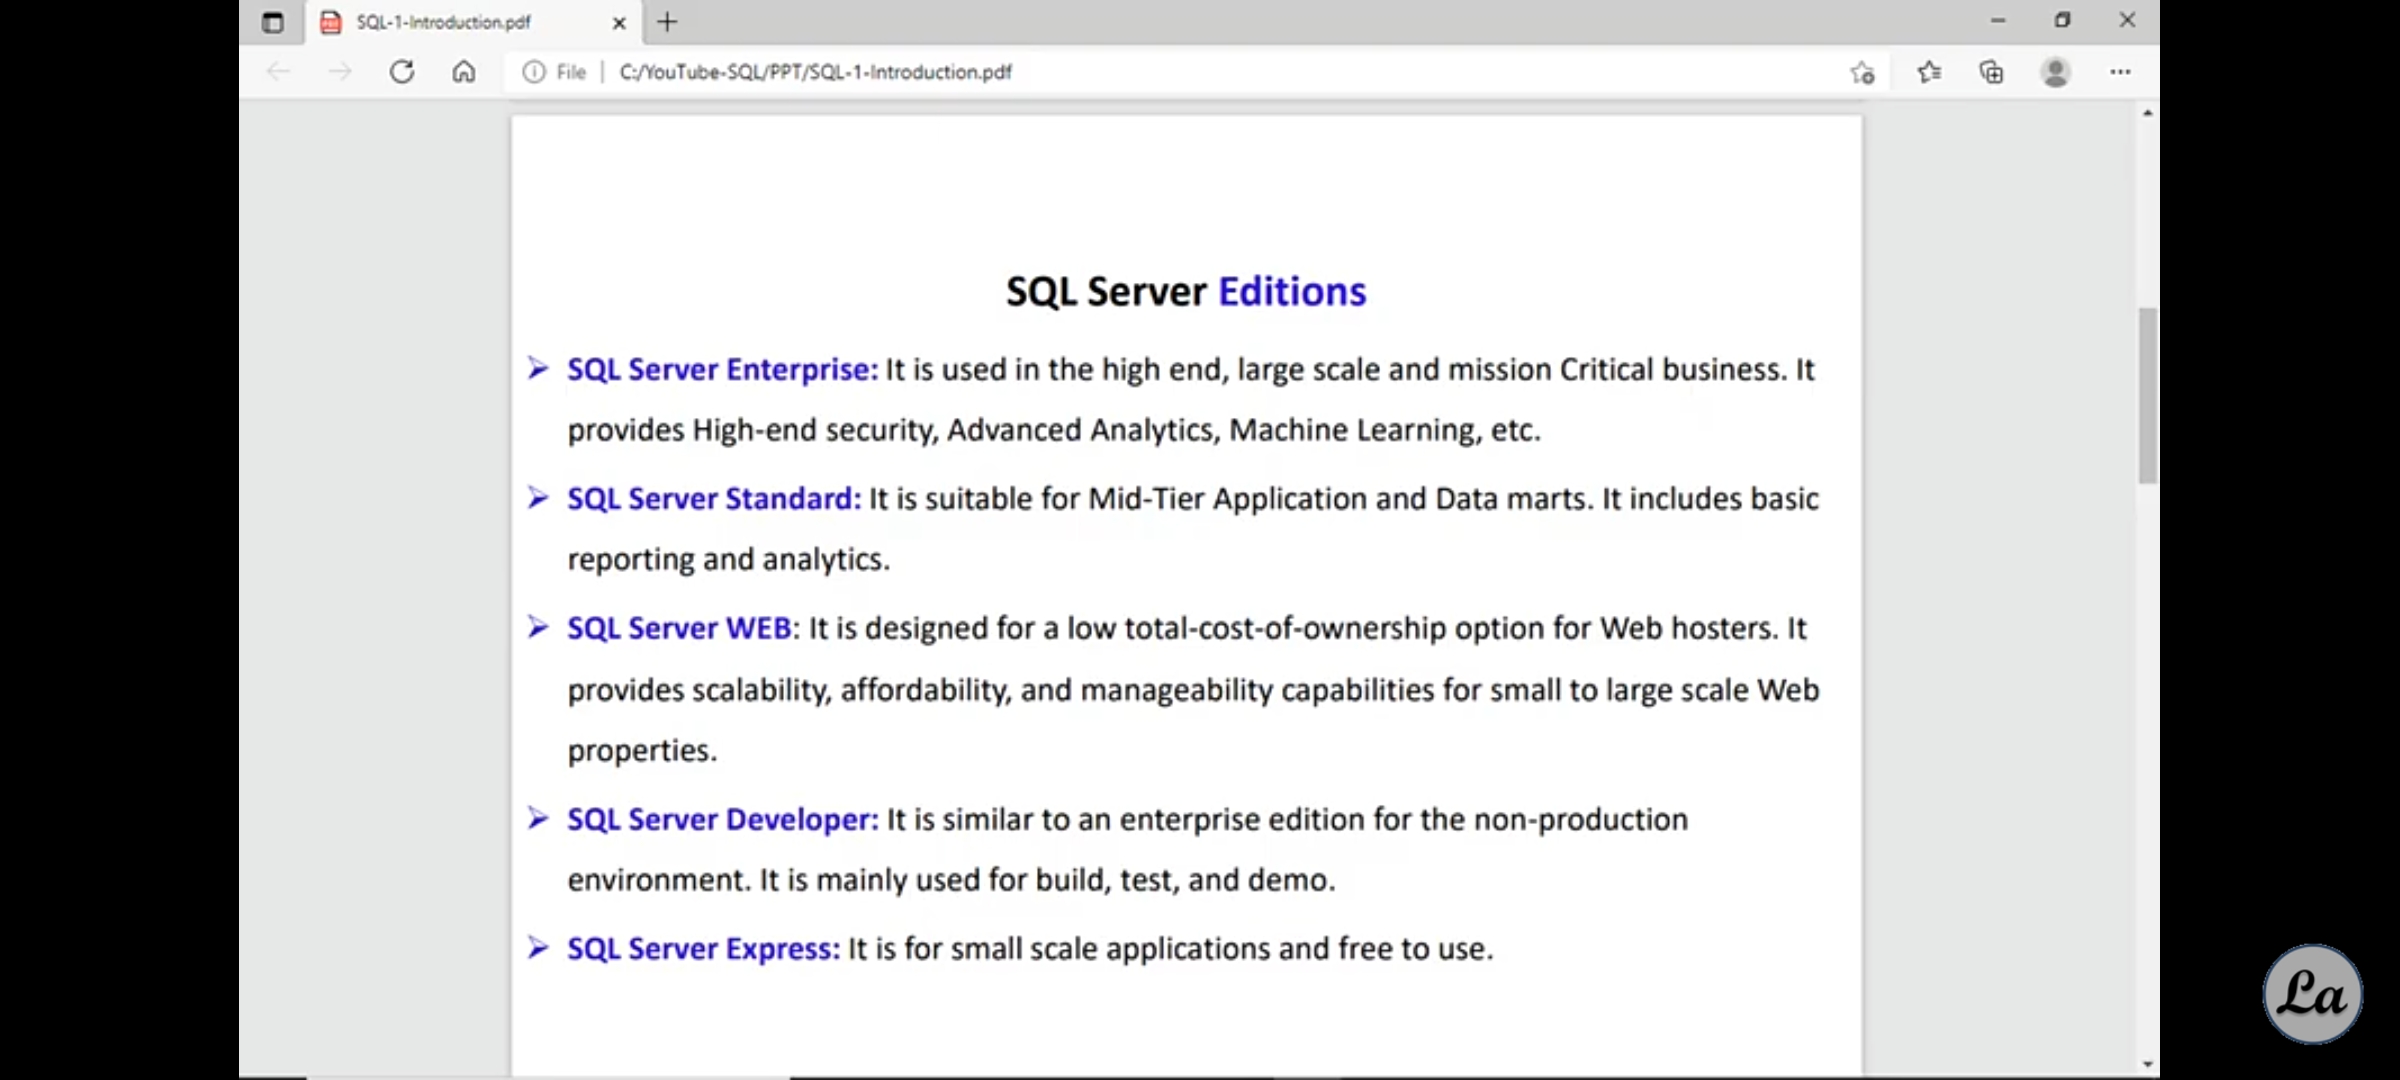 SQL-1-Introduction.pdf
File | C:/YouTube-SQL/PPT/SQL-1-Introduction.pdf
SQL Server Editions
➢ SQL Server Enterprise: It is used in the high end, large scale and mission Critical business. It
provides High-end security, Advanced Analytics, Machine Learning, etc.
➢ SQL Server Standard: It is suitable for Mid-Tier Application and Data marts. It includes basic
reporting and analytics.
➢ SQL Server WEB: It is designed for a low total-cost-of-ownership option for Web hosters. It
provides scalability, affordability, and manageability capabilities for small to large scale Web
properties.
➢ SQL Server Developer: It is similar to an enterprise edition for the non-production
environment. It is mainly used for build, test, and demo.
➢ SQL Server Express: It is for small scale applications and free to use.
La